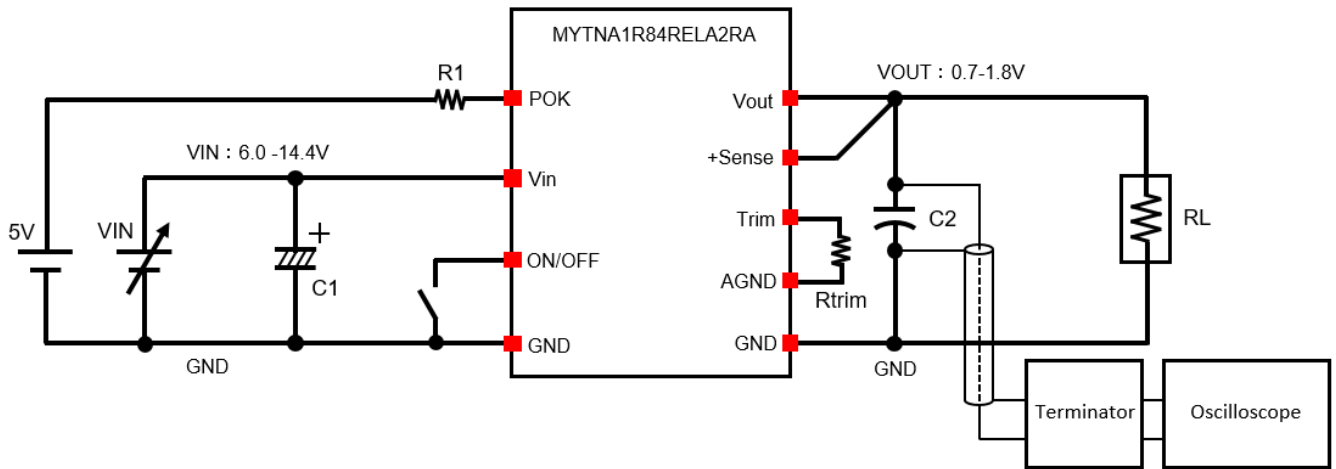 MYTNA1R84RELA2RA
R1
POK
Vout
VOUT：0.7-1.8V
VIN：6.0 -14.4V
+Sense
Vin
5V
VIN
+
C1
Trim
C2
RL
ON/OFF
AGND
Rtrim
GND
GND
GND
GND
Terminator
Oscilloscope